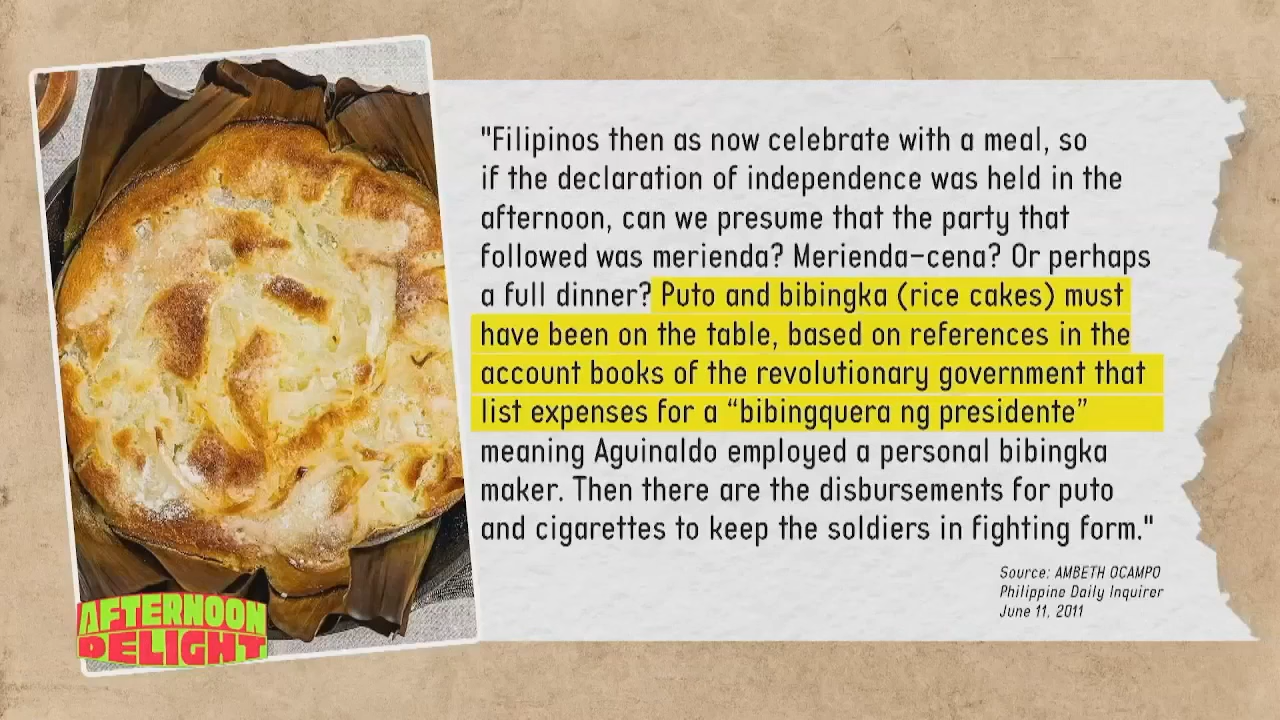 "Filipinos then as now celebrate with a meal, so
if the declaration of independence was held in the
afternoon, can we presume that the party that
followed was merienda? Merienda-cena? Or perhaps
a full dinner? Puto and bibingka (rice cakes) must
have been on the table, based on references in the
account books of the revolutionary government that
list expenses for a “bibingquera ng presidente”
meaning Aguinaldo employed a personal bibingka
maker. Then there are the disbursements for puto
and cigarettes to keep the soldiers in fighting form."
Source: AMBETH OCAMPO
Philippine Daily Inquirer
June 11, 2011
AFTERNOON
DELIGHT